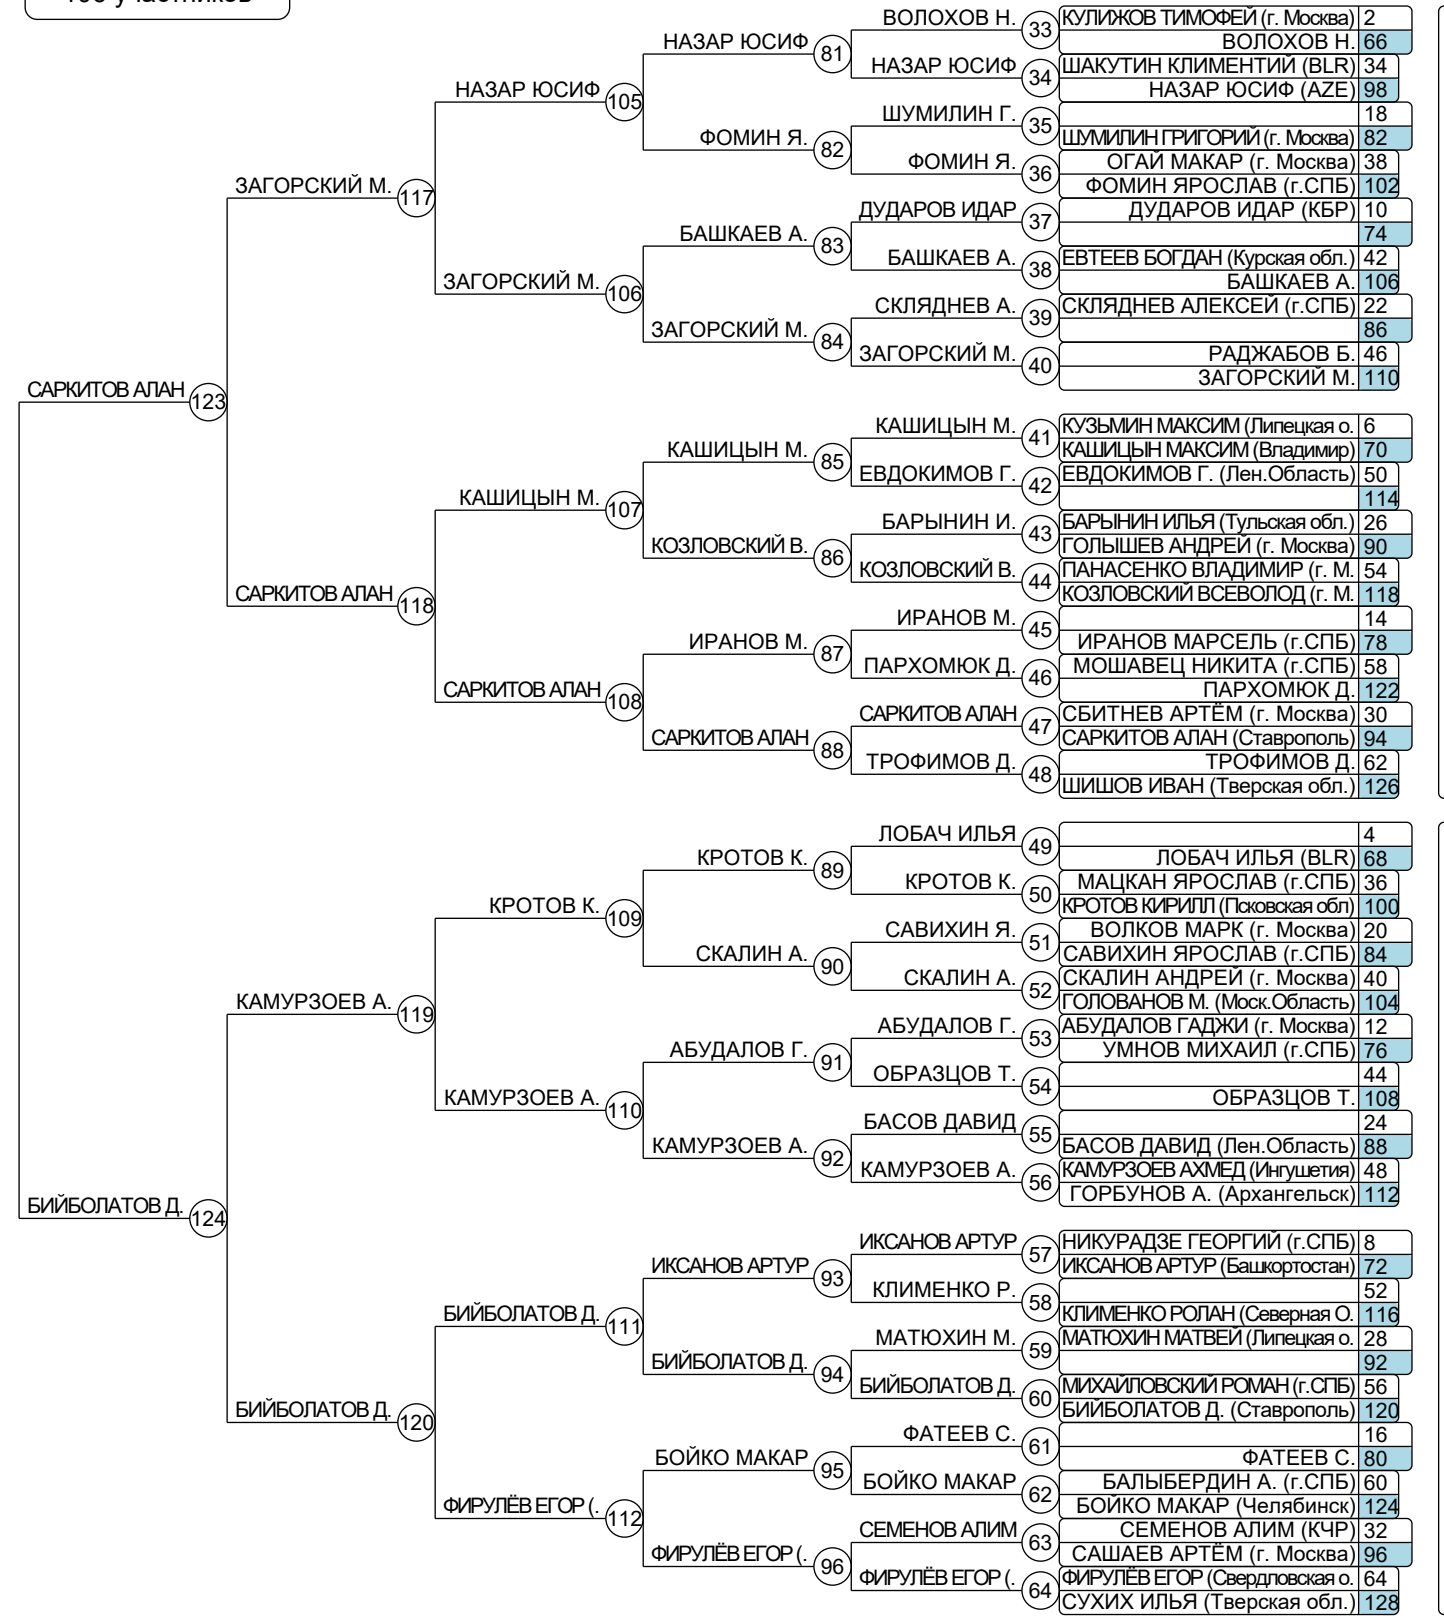 ВОЛОХОВ Н. 33 КУЛИЖОВ ТИМОФЕЙ (г. Москва) 2
НАЗАР ЮСИФ 81 ВОЛОХОВ Н. 66
НАЗАР ЮСИФ 34 ШАКУТИН КЛИМЕНТИЙ (BLR) 34
НАЗАР ЮСИФ 105 НАЗАР ЮСИФ (AZE) 98
ШУМИЛИН Г. 35 18
ФОМИН Я. 82 ШУМИЛИН ГРИГОРИЙ (г. Москва) 82
ФОМИН Я. 36 ОГАЙ МАКАР (г. Москва) 38
ЗАГОРСКИЙ М. 117 ФОМИН ЯРОСЛАВ (г.СПБ) 102
ДУДАРОВ ИДАР 37 ДУДАРОВ ИДАР (КБР) 10
БАШКАЕВ А. 83 74
БАШКАЕВ А. 38 ЕВТЕЕВ БОГДАН (Курская обл.) 42
ЗАГОРСКИЙ М. 106 БАШКАЕВ А. 106
СКЛЯДНЕВ А. 39 СКЛЯДНЕВ АЛЕКСЕЙ (г.СПБ) 22
ЗАГОРСКИЙ М. 84 86
ЗАГОРСКИЙ М. 40 РАДЖАБОВ Б. 46
ЗАГОРСКИЙ М. 110
САРКИТОВ АЛАН 123
КАШИЦЫН М. 41 КУЗЬМИН МАКСИМ (Липецкая о. 6
КАШИЦЫН М. 85 КАШИЦЫН МАКСИМ (Владимир) 70
ЕВДОКИМОВ Г. 42 ЕВДОКИМОВ Г. (Лен.Область) 50
КАШИЦЫН М. 107 114
БАРЫНИН И. 43 БАРЫНИН ИЛЬЯ (Тульская обл.) 26
КОЗЛОВСКИЙ В. 86 ГОЛЫШЕВ АНДРЕЙ (г. Москва) 90
КОЗЛОВСКИЙ В. 44 ПАНАСЕНКО ВЛАДИМИР (г. М. 54
САРКИТОВ АЛАН 118 КОЗЛОВСКИЙ ВСЕВОЛОД (г. М. 118
ИРАНОВ М. 45 14
ИРАНОВ М. 87 ИРАНОВ МАРСЕЛЬ (г.СПБ) 78
ПАРХОМЮК Д. 46 МОШАВЕЦ НИКИТА (г.СПБ) 58
САРКИТОВ АЛАН 108 ПАРХОМЮК Д. 122
САРКИТОВ АЛАН 47 СБИТНЕВ АРТЁМ (г. Москва) 30
САРКИТОВ АЛАН 88 САРКИТОВ АЛАН (Ставрополь) 94
ТРОФИМОВ Д. 48 ТРОФИМОВ Д. 62
ШИШОВ ИВАН (Тверская обл.) 126
ЛОБАЧ ИЛЬЯ 49 4
КРОТОВ К. 89 ЛОБАЧ ИЛЬЯ (BLR) 68
КРОТОВ К. 50 МАЦКАН ЯРОСЛАВ (г.СПБ) 36
КРОТОВ К. 109 КРОТОВ КИРИЛЛ (Псковская обл) 100
САВИХИН Я. 51 ВОЛКОВ МАРК (г. Москва) 20
СКАЛИН А. 90 САВИХИН ЯРОСЛАВ (г.СПБ) 84
СКАЛИН А. 52 СКАЛИН АНДРЕЙ (г. Москва) 40
КАМУРЗОЕВ А. 119 ГОЛОВАНОВ М. (Моск.Область) 104
АБУДАЛОВ Г. 53 АБУДАЛОВ ГАДЖИ (г. Москва) 12
АБУДАЛОВ Г. 91 УМНОВ МИХАИЛ (г.СПБ) 76
ОБРАЗЦОВ Т. 54 44
КАМУРЗОЕВ А. 110 ОБРАЗЦОВ Т. 108
БАСОВ ДАВИД 55 24
КАМУРЗОЕВ А. 92 БАСОВ ДАВИД (Лен.Область) 88
КАМУРЗОЕВ А. 56 КАМУРЗОЕВ АХМЕД (Ингушетия) 48
ГОРБУНОВ А. (Архангельск) 112
БИЙБОЛАТОВ Д. 124
ИКСАНОВ АРТУР 57 НИКУРАДЗЕ ГЕОРГИЙ (г.СПБ) 8
ИКСАНОВ АРТУР 93 ИКСАНОВ АРТУР (Башкортостан) 72
КЛИМЕНКО Р. 58 52
БИЙБОЛАТОВ Д. 111 КЛИМЕНКО РОЛАН (Северная О. 116
МАТЮХИН М. 59 МАТЮХИН МАТВЕЙ (Липецкая о. 28
БИЙБОЛАТОВ Д. 94 92
БИЙБОЛАТОВ Д. 60 МИХАЙЛОВСКИЙ РОМАН (г.СПБ) 56
БИЙБОЛАТОВ Д. 120 БИЙБОЛАТОВ Д. (Ставрополь) 120
ФАТЕЕВ С. 61 16
БОЙКО МАКАР 95 ФАТЕЕВ С. 80
БОЙКО МАКАР 62 БАЛЫБЕРДИН А. (г.СПБ) 60
ФИРУЛЁВ ЕГОР (. 112 БОЙКО МАКАР (Челябинск) 124
СЕМЕНОВ АЛИМ 63 СЕМЕНОВ АЛИМ (КЧР) 32
ФИРУЛЁВ ЕГОР (. 96 САШАЕВ АРТЁМ (г. Москва) 96
ФИРУЛЁВ ЕГОР (. 64 ФИРУЛЁВ ЕГОР (Свердловская о. 64
СУХИХ ИЛЬЯ (Тверская обл.) 128